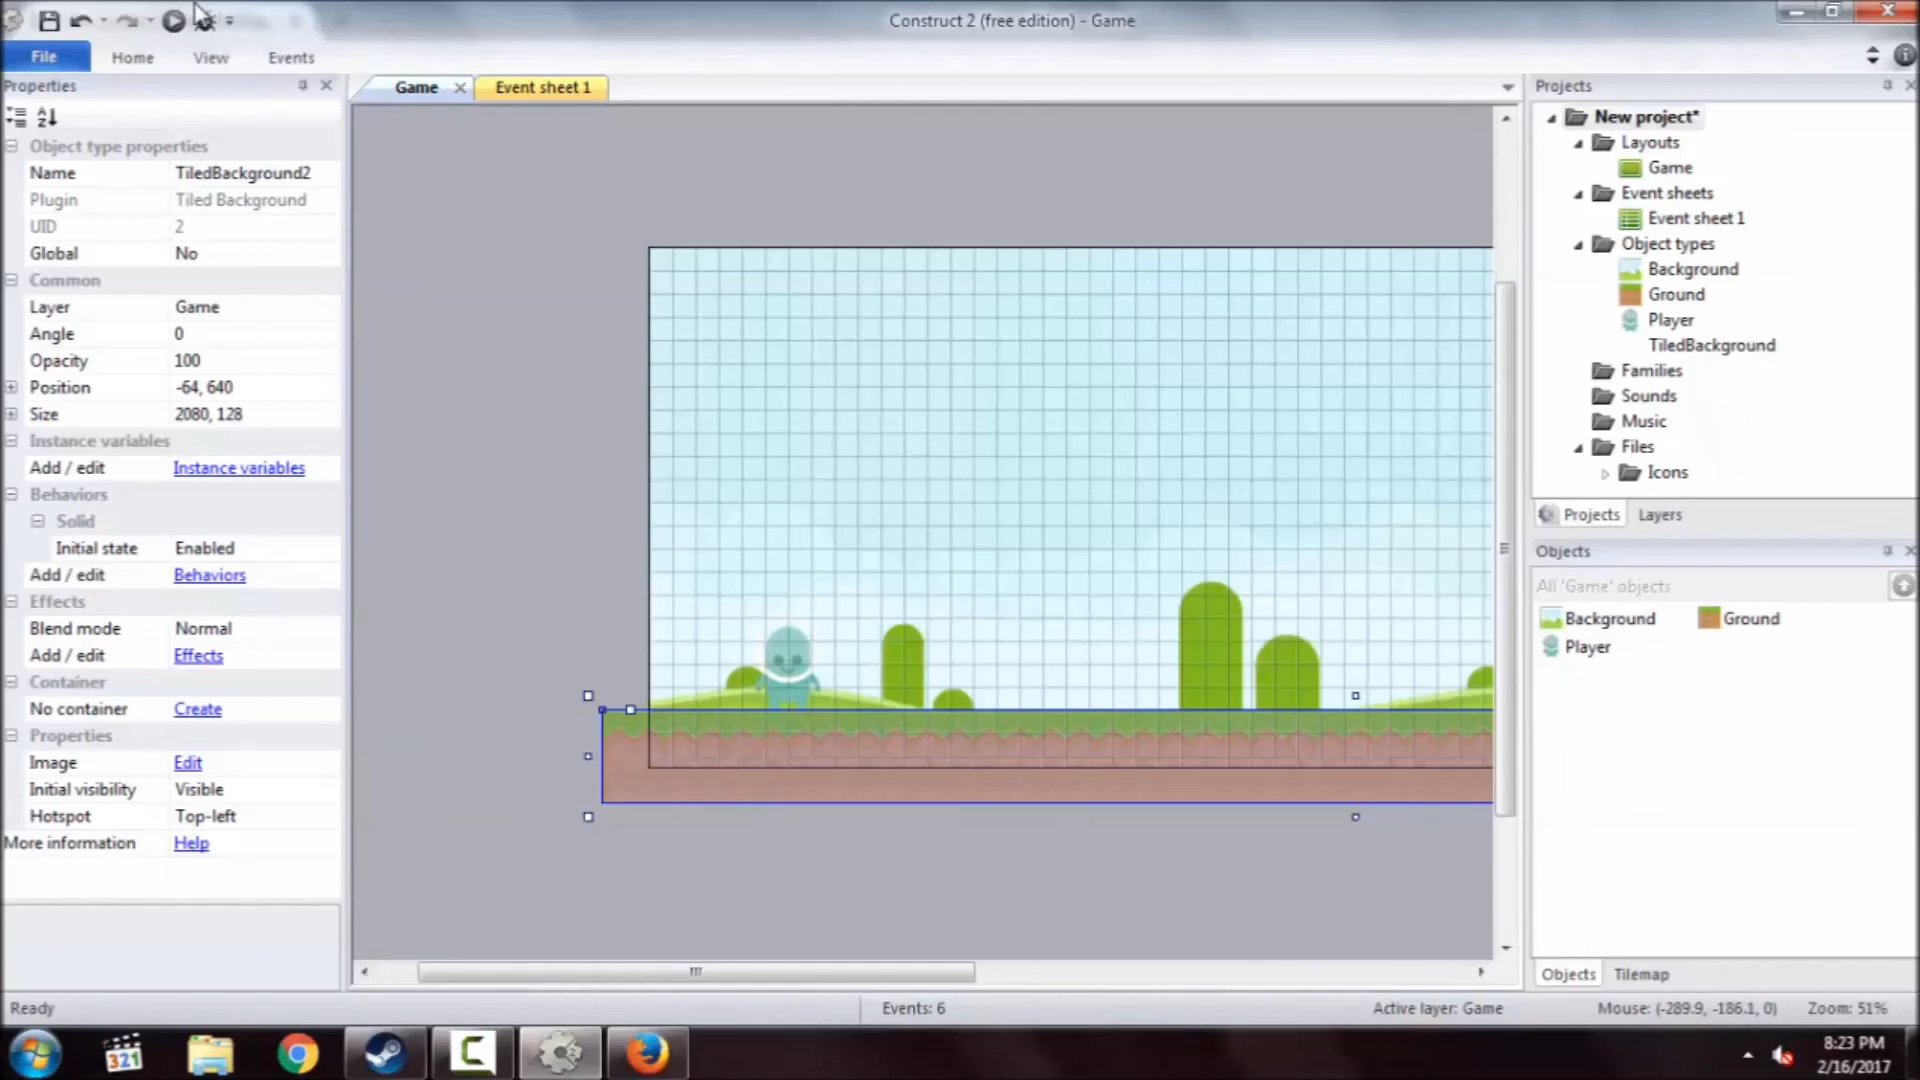 Construct 2 (free edition) - Game
File Home View Events
Properties
Object type properties
Name TiledBackground2
Plugin Tiled Background
UID 2
Global No
Common
Layer Game
Angle 0
Opacity 100
Position -64, 640
Size 2080, 128
Instance variables
Add / edit Instance variables
Behaviors
Solid
Initial state Enabled
Add / edit Behaviors
Effects
Blend mode Normal
Add / edit Effects
Container
No container Create
Properties
Image Edit
Initial visibility Visible
Hotspot Top-left
More information Help
Game Event sheet 1
Projects
New project*
Layouts
Game
Event sheets
Event sheet 1
Object types
Background
Ground
Player
TiledBackground
Families
Sounds
Music
Files
Icons
Projects Layers
Objects
All 'Game' objects
Background Ground
Player
Objects Tilemap
Ready Events: 6 Active layer: Game Mouse: (-289.9, -186.1, 0) Zoom: 51%
321
8:23 PM
2/16/2017